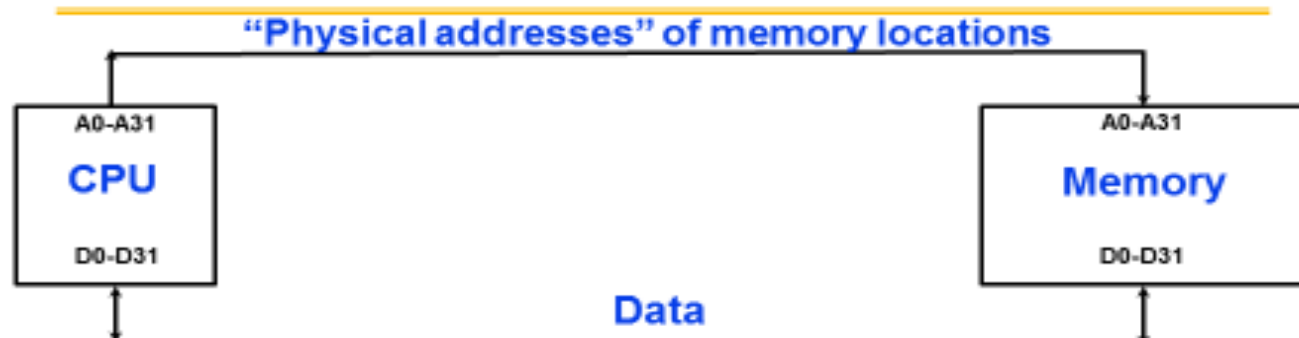 “Physical addresses” of memory locations
A0-A31
A0-A31
CPU
Memory
D0-D31
D0-D31
Data